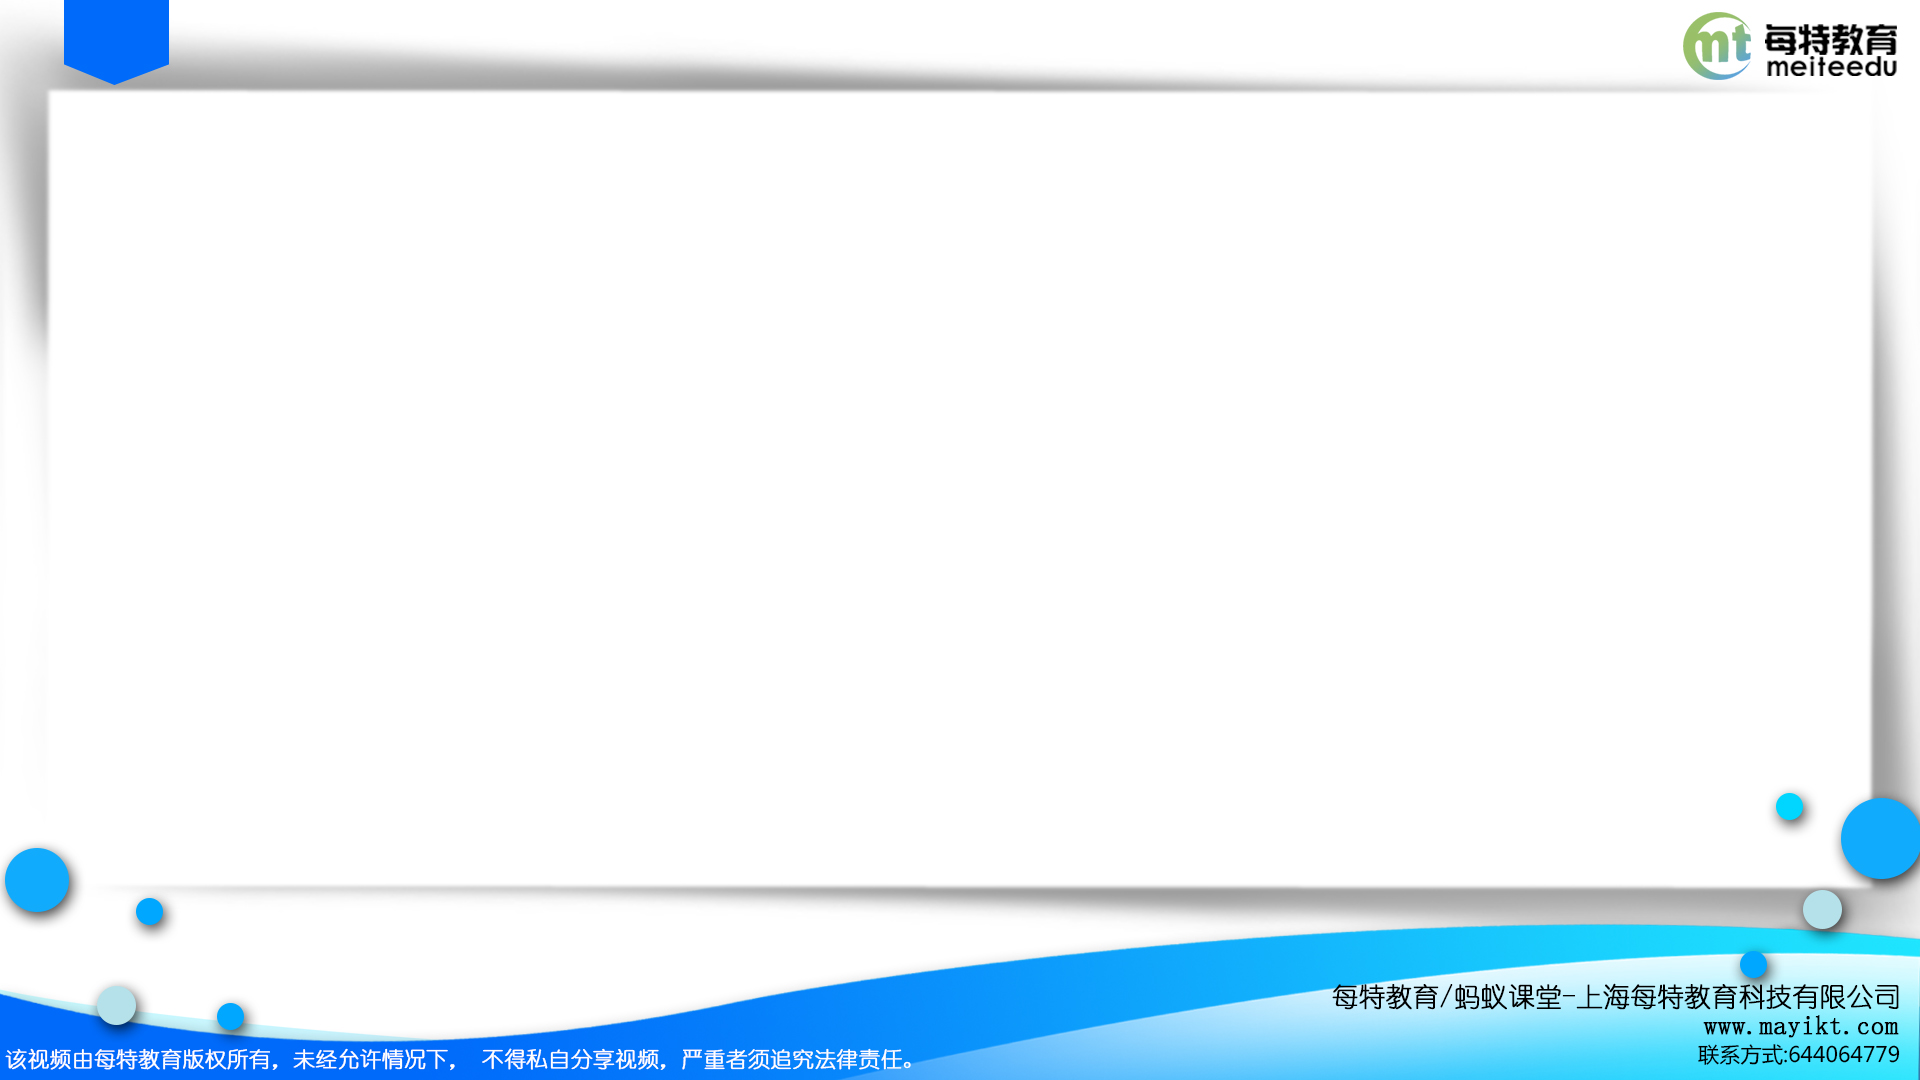 mt
每特教育
meiteedu
每特教育/蚂蚁课堂-上海每特教育科技有限公司
www.mayikt.com
联系方式:644064779
该视频由每特教育版权所有，未经允许情况下， 不得私自分享视频，严重者须追究法律责任。